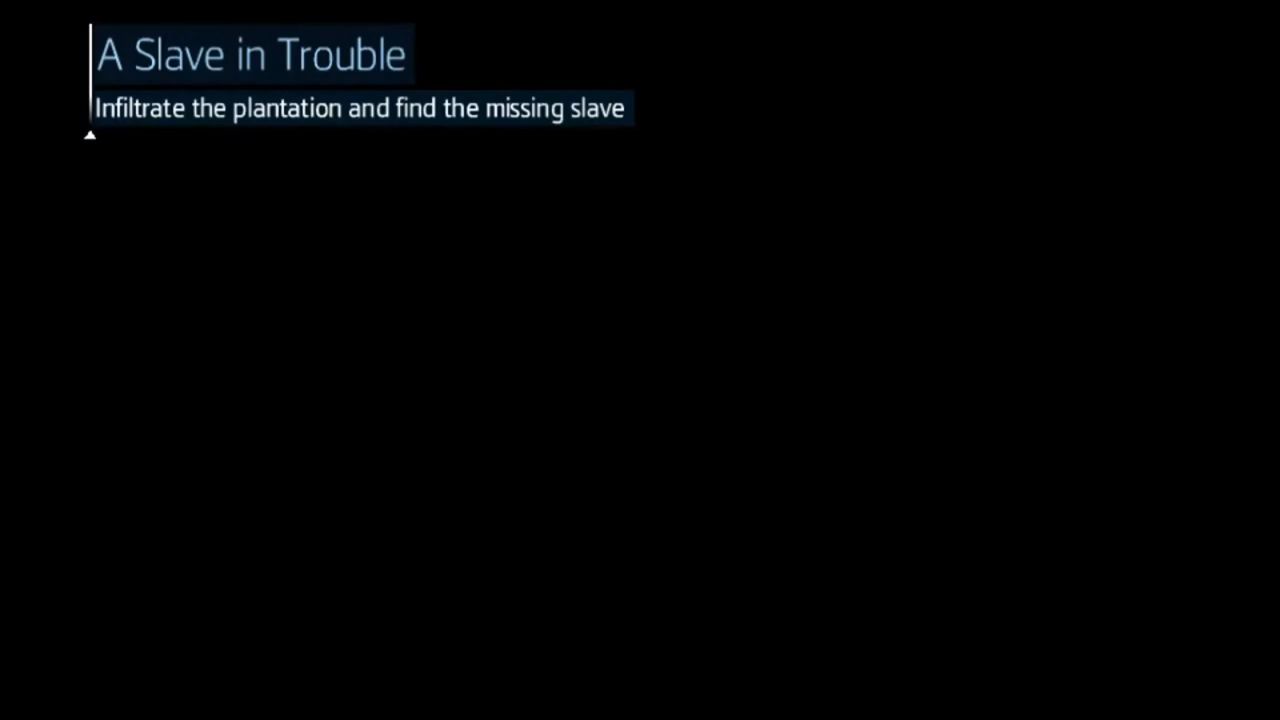 A Slave in Trouble
Infiltrate the plantation and find the missing slave